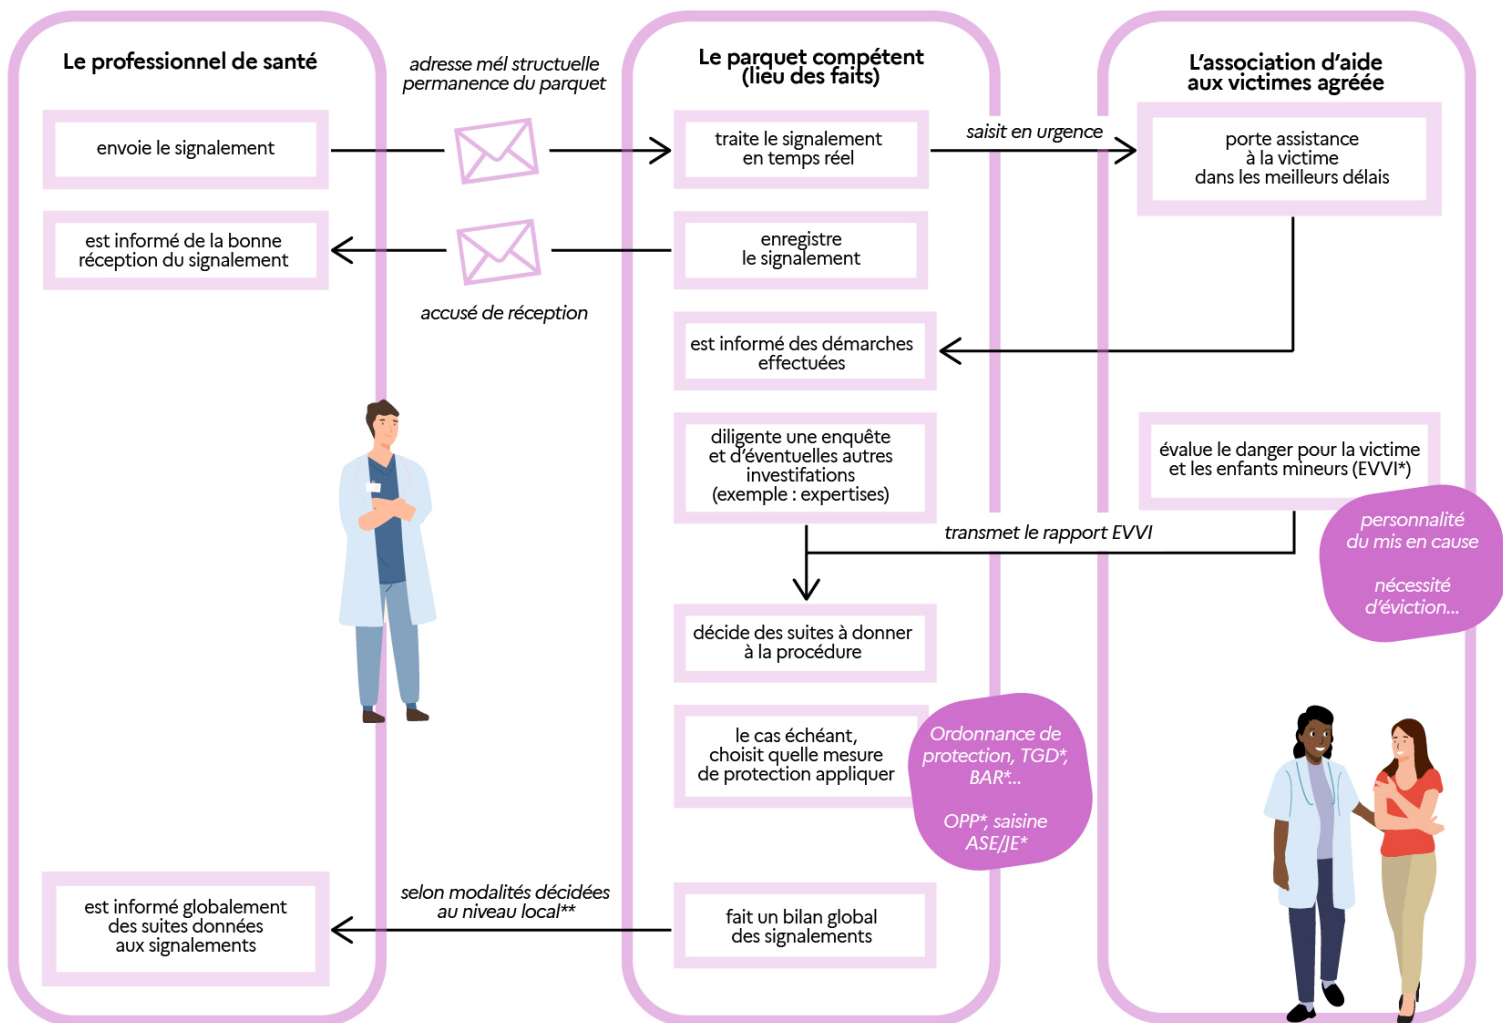 Le professionnel de santé
adresse mél structuelle
permanence du parquet
Le parquet compétent
(lieu des faits)
L'association d'aide
aux victimes agréée
envoie le signalement
traite le signalement
en temps réel
saisit en urgence
porte assistance
à la victime
dans les meilleurs délais
est informé de la bonne
réception du signalement
accusé de réception
enregistre
le signalement
est informé des démarches
effectuées
diligente une enquête
et d'éventuelles autres
investifations
(exemple : expertises)
évalue le danger pour la victime
et les enfants mineurs (EVVI*)
personnalité
du mis en cause
nécessité
d'éviction...
transmet le rapport EVVI
décide des suites à donner
à la procédure
le cas échéant,
choisit quelle mesure
de protection appliquer
Ordonnance de
protection, TGD*,
BAR*...
OPP*, saisine
ASE/JE*
est informé globalement
des suites données
aux signalements
selon modalités décidées
au niveau local**
fait un bilan global
des signalements